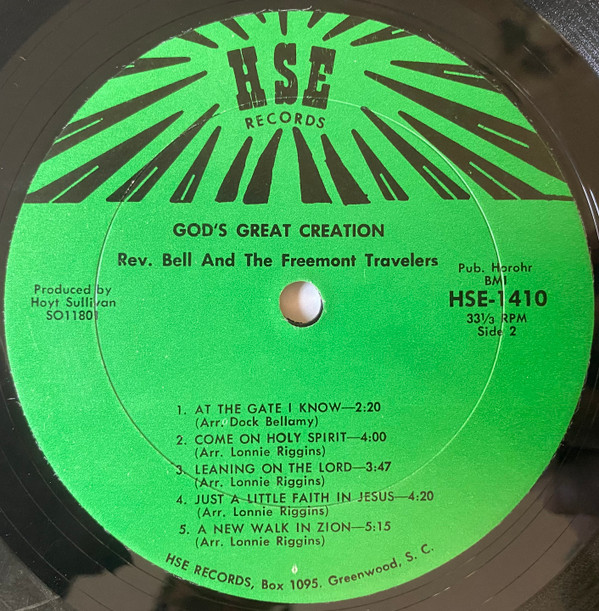 HSE
RECORDS
GOD'S GREAT CREATION
Rev. Bell And The Freemont Travelers
Produced by
Hoyt Sullivan
SO11801
Pub. Horohr
BMI
HSE-1410
33⅓ RPM
Side 2
1. AT THE GATE I KNOW—2:20
(Arr. Dock Bellamy)
2. COME ON HOLY SPIRIT—4:00
(Arr. Lonnie Riggins)
3. LEANING ON THE LORD—3:47
(Arr. Lonnie Riggins)
4. JUST A LITTLE FAITH IN JESUS—4:20
(Arr. Lonnie Riggins)
5. A NEW WALK IN ZION—5:15
(Arr. Lonnie Riggins)
HSE RECORDS, Box 1095, Greenwood, S. C.